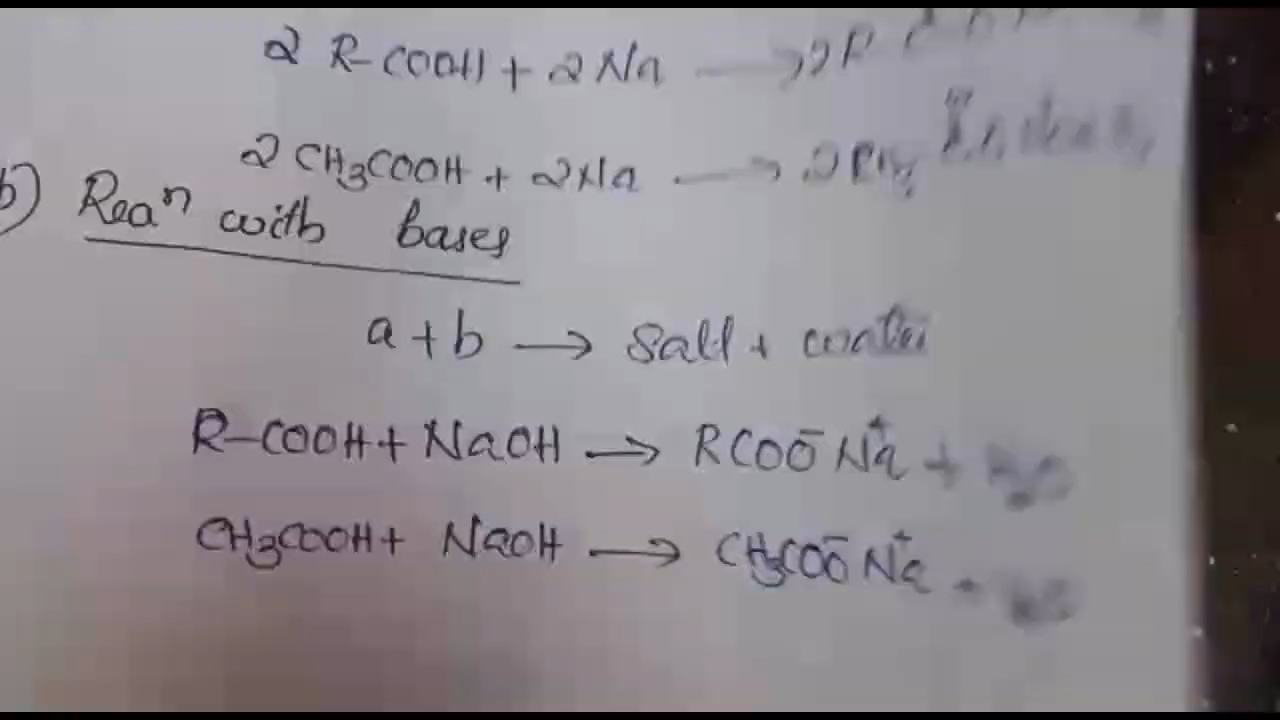 2 R-COOH + 2Na ⟶
2 CH₃COOH + 2Na ⟶
b) Reaⁿ with bases
a + b ⟶ Salt + water
R-COOH + NaOH ⟶ RCOO⁻ Na⁺ +
CH₃COOH + NaOH ⟶ CH₃COO⁻ Na⁺ +